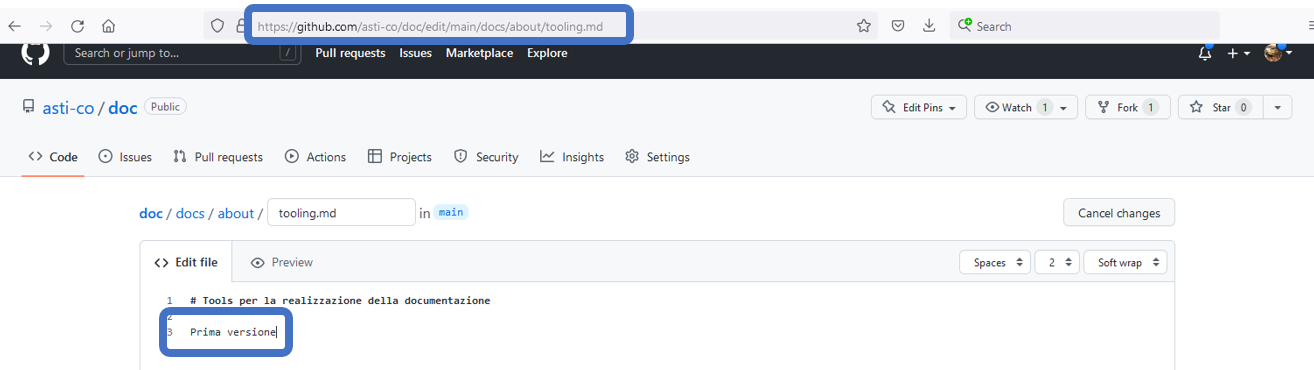 https://github.com/asti-co/doc/edit/main/docs/about/tooling.md
Search
Search or jump to... / Pull requests Issues Marketplace Explore
asti-co / doc Public Edit Pins Watch 1 Fork 1 Star 0
Code Issues Pull requests Actions Projects Security Insights Settings
doc / docs / about / tooling.md in main Cancel changes
Edit file Preview Spaces 2 Soft wrap
1 # Tools per la realizzazione della documentazione
2
3 Prima versione